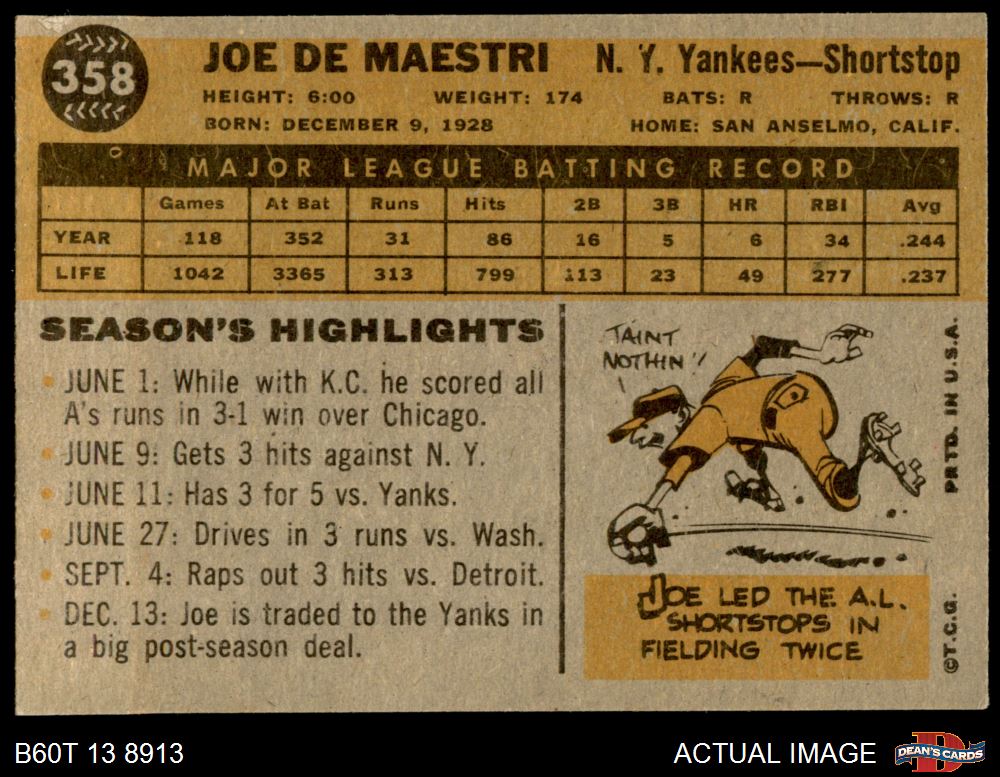 358
JOE DE MAESTRI N. Y. Yankees—Shortstop
HEIGHT: 6:00 WEIGHT: 174 BATS: R THROWS: R
BORN: DECEMBER 9, 1928 HOME: SAN ANSELMO, CALIF.
MAJOR LEAGUE BATTING RECORD
Games At Bat Runs Hits 2B 3B HR RBI Avg
YEAR 118 352 31 86 16 5 6 34 .244
LIFE 1042 3365 313 799 113 23 49 277 .237
SEASON'S HIGHLIGHTS
JUNE 1: While with K.C. he scored all
A's runs in 3-1 win over Chicago.
JUNE 9: Gets 3 hits against N. Y.
JUNE 11: Has 3 for 5 vs. Yanks.
JUNE 27: Drives in 3 runs vs. Wash.
SEPT. 4: Raps out 3 hits vs. Detroit.
DEC. 13: Joe is traded to the Yanks in
a big post-season deal.
'TAINT
NOTHIN'!
JOE LED THE A.L.
SHORTSTOPS IN
FIELDING TWICE
©T.C.G. PRTD. IN U.S.A.
B60T 13 8913 ACTUAL IMAGE DEAN'S CARDS